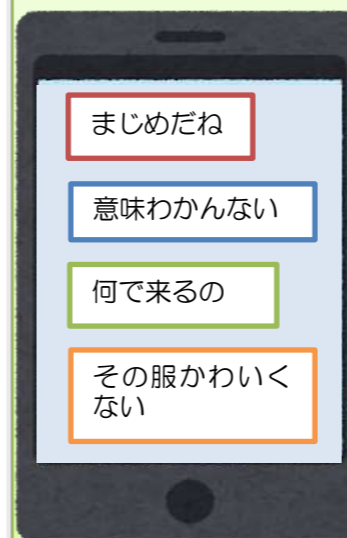 まじめだね
意味わかんない
何で来るの
その服かわいく
ない